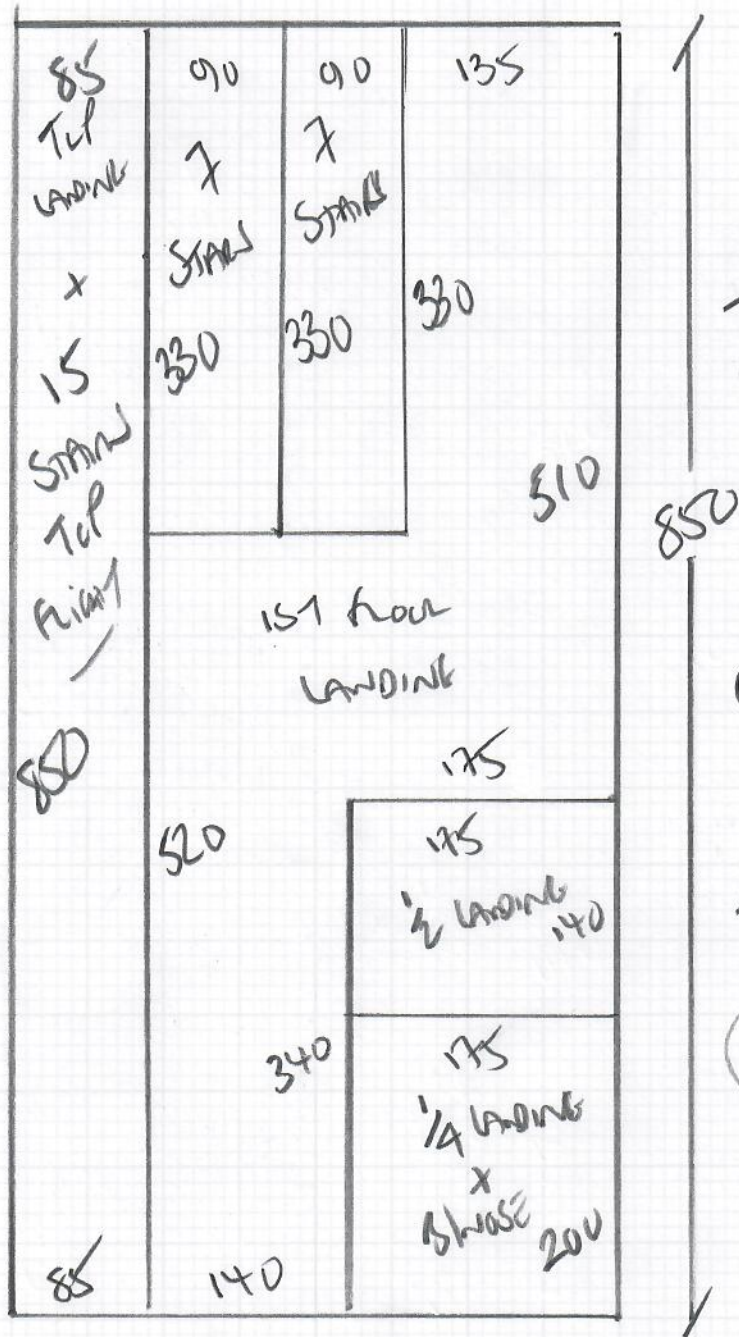 85
TOP
LANDING
X
15
STAIRS
TOP
FLIGHT
850
85
90
7
STAIRS
330
90
7
STAIRS
330
135
330
510
1ST FLOOR
LANDING
520
175
175
1/2 LANDING
140
340
175
1/4 LANDING
X
B/NOSE
200
140
850